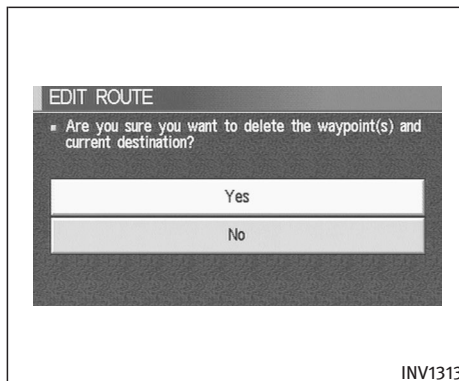 EDIT ROUTE
Are you sure you want to delete the waypoint(s) and
current destination?
Yes
No
INV1313